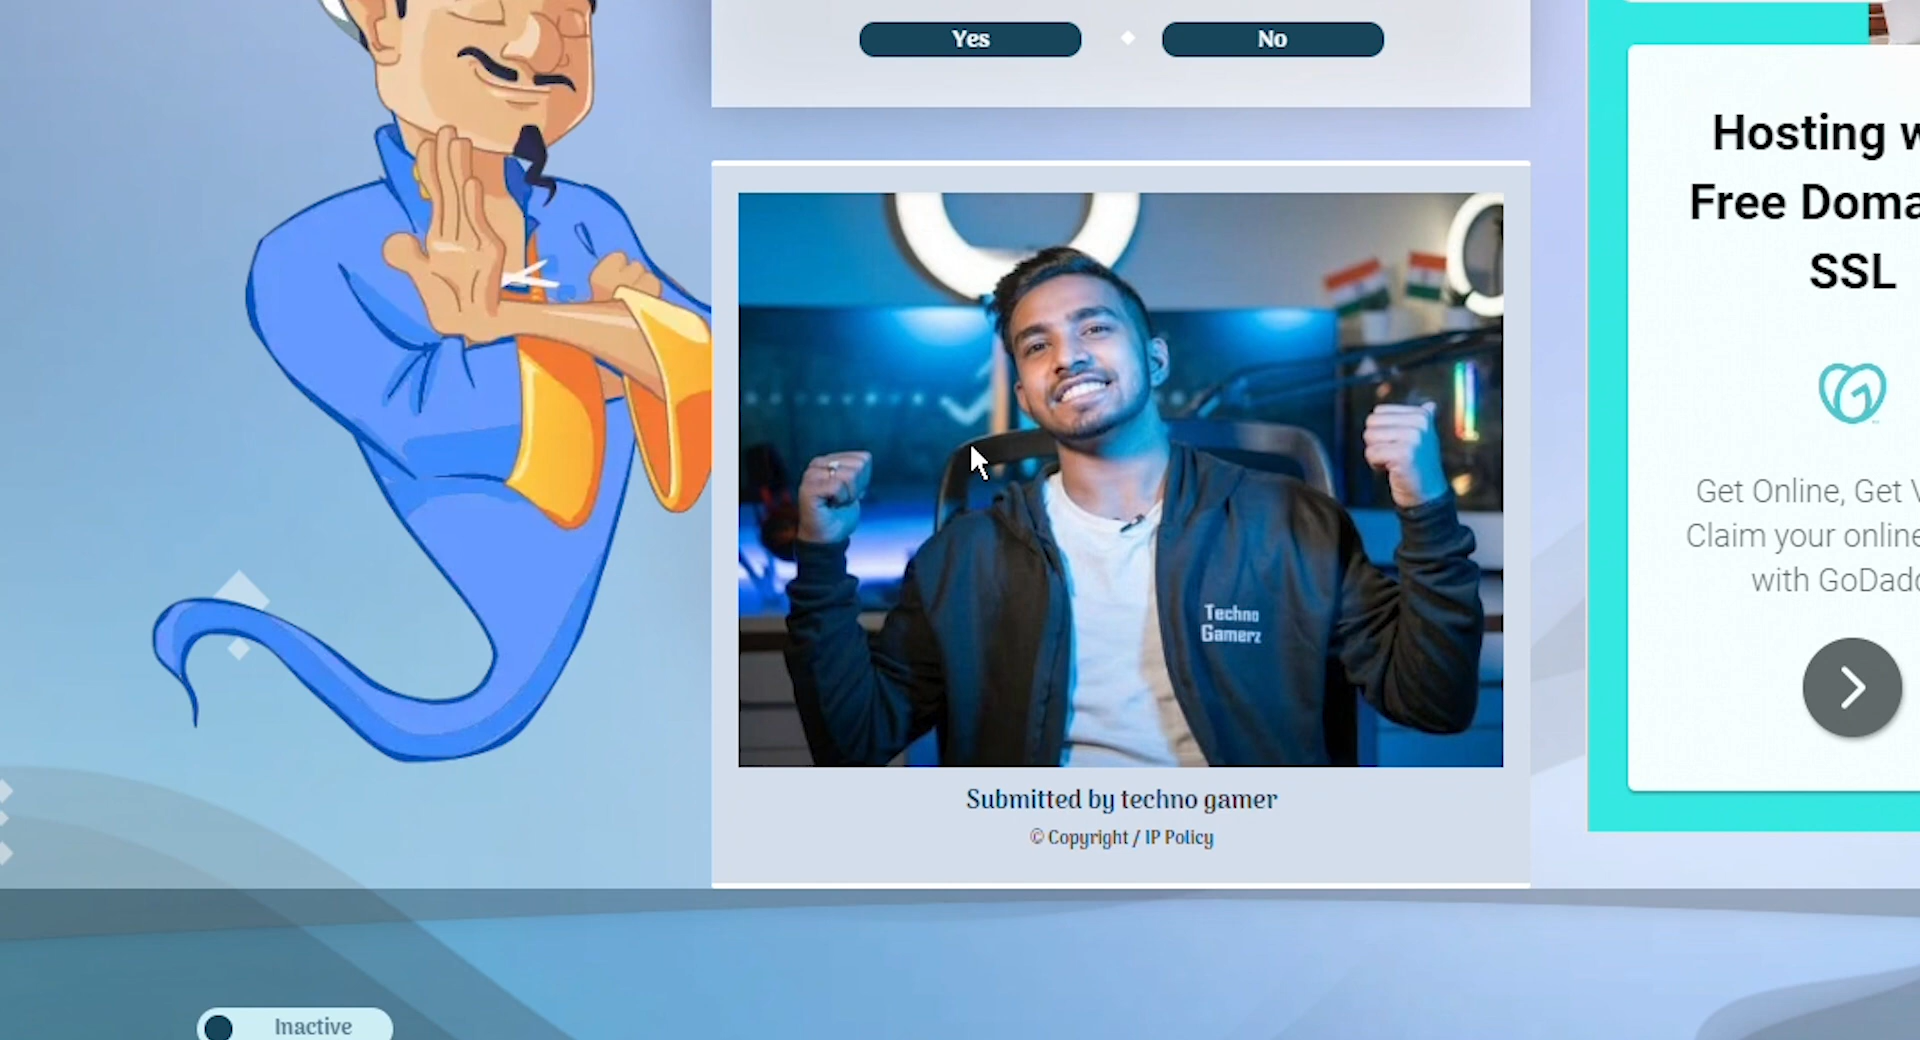 Yes
No
Techno
Gamerz
Submitted by techno gamer
© Copyright / IP Policy
Hosting w
Free Doma
SSL
Get Online, Get V
Claim your online
with GoDadd
Inactive